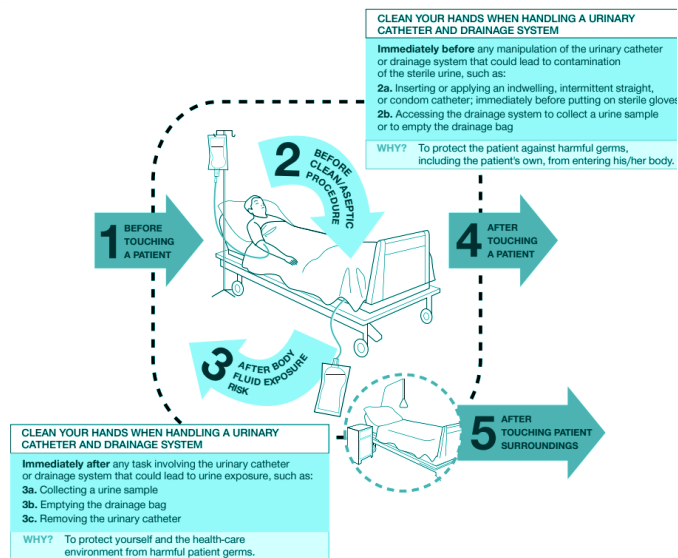 CLEAN YOUR HANDS WHEN HANDLING A URINARY
CATHETER AND DRAINAGE SYSTEM
Immediately before any manipulation of the urinary catheter
or drainage system that could lead to contamination
of the sterile urine, such as:
2a. Inserting or applying an indwelling, intermittent straight,
or condom catheter; immediately before putting on sterile gloves
2b. Accessing the drainage system to collect a urine sample
or to empty the drainage bag
WHY? To protect the patient against harmful germs,
including the patient's own, from entering his/her body.
1 BEFORE
TOUCHING
A PATIENT
2 BEFORE
CLEAN/ASEPTIC
PROCEDURE
3 AFTER BODY
FLUID EXPOSURE
RISK
4 AFTER
TOUCHING
A PATIENT
5 AFTER
TOUCHING PATIENT
SURROUNDINGS
CLEAN YOUR HANDS WHEN HANDLING A URINARY
CATHETER AND DRAINAGE SYSTEM
Immediately after any task involving the urinary catheter
or drainage system that could lead to urine exposure, such as:
3a. Collecting a urine sample
3b. Emptying the drainage bag
3c. Removing the urinary catheter
WHY? To protect yourself and the health-care
environment from harmful patient germs.